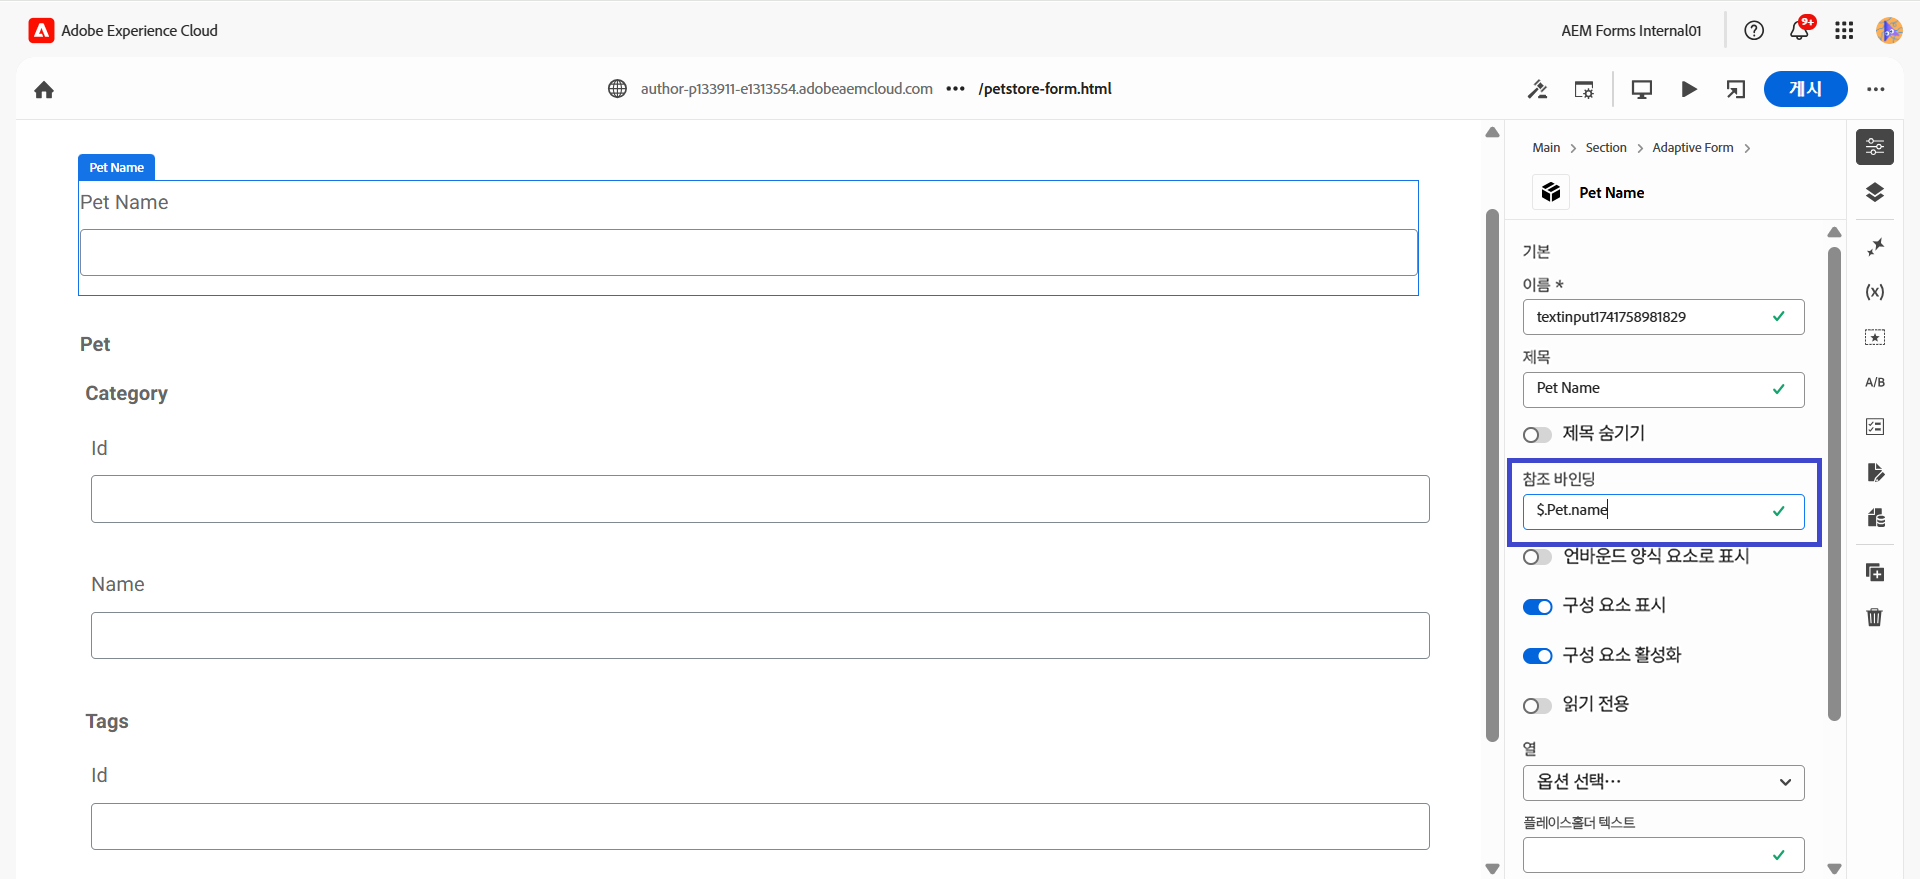 Adobe Experience Cloud
AEM Forms Internal01
9+
author-p133911-e1313554.adobeaemcloud.com ••• /petstore-form.html
게시
Pet Name
Pet Name
Pet
Category
Id
Name
Tags
Id
Main > Section > Adaptive Form >
Pet Name
기본
이름 *
textinput1741758981829
제목
Pet Name
제목 숨기기
참조 바인딩
$.Pet.name
언바운드 양식 요소로 표시
구성 요소 표시
구성 요소 활성화
읽기 전용
열
옵션 선택…
플레이스홀더 텍스트
(x)
A/B